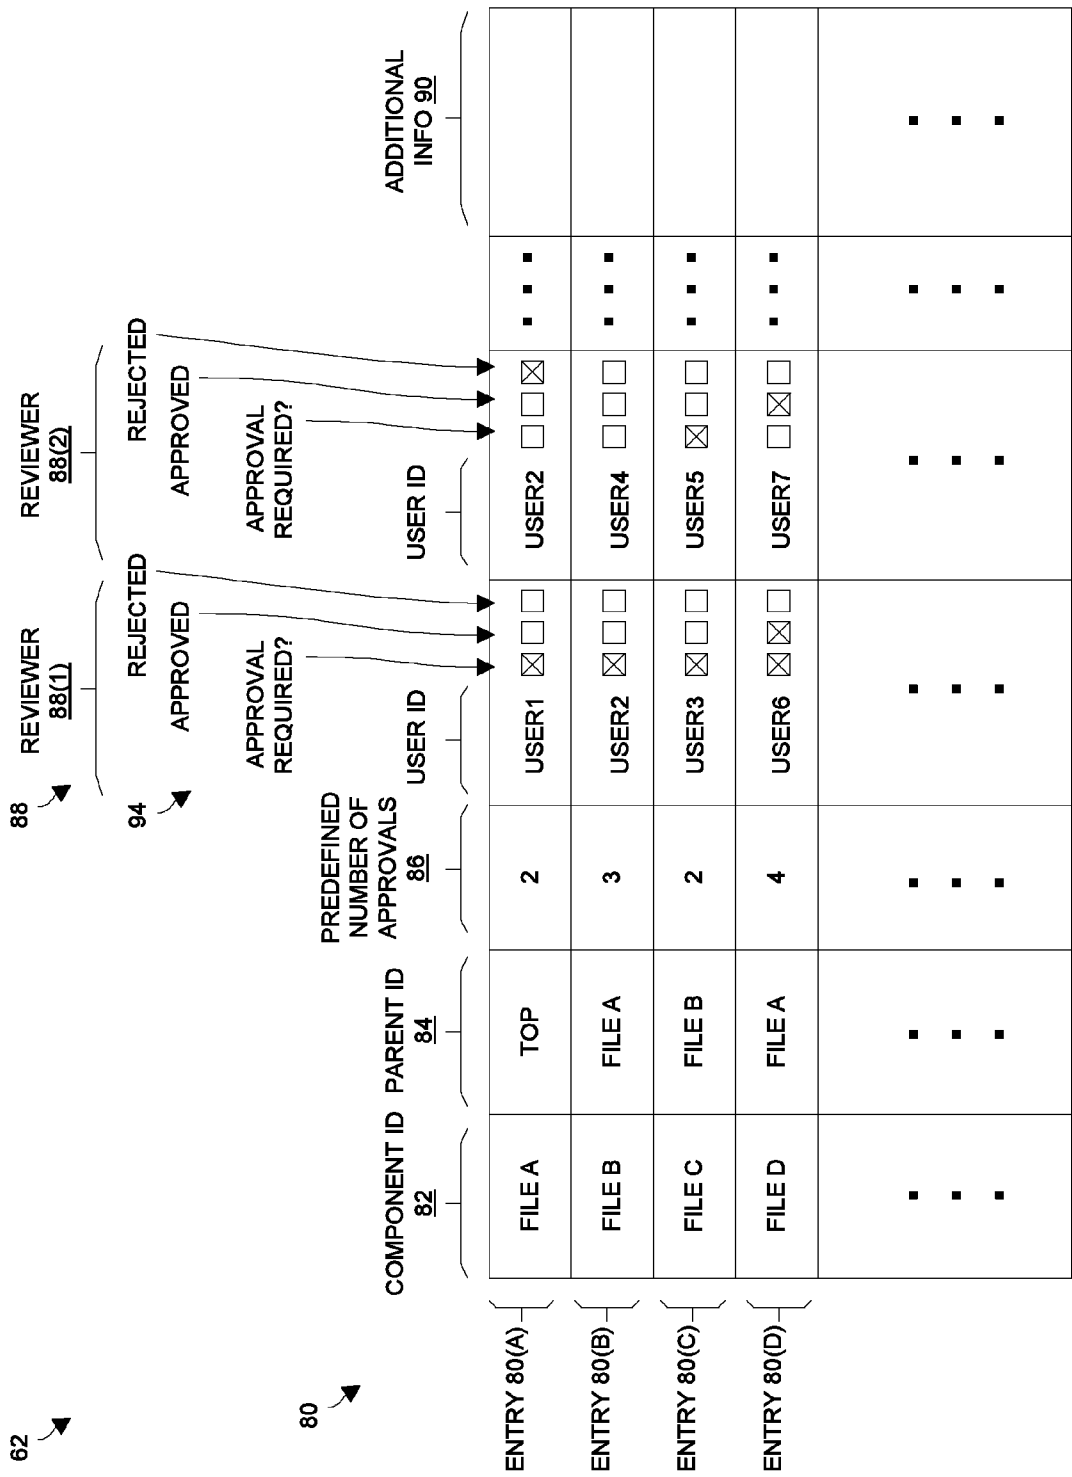 62
80
88
94
REVIEWER
88(1)
REJECTED
APPROVED
APPROVAL
REQUIRED?
USER ID
REVIEWER
88(2)
REJECTED
APPROVED
APPROVAL
REQUIRED?
USER ID
COMPONENT ID
82
PARENT ID
84
PREDEFINED
NUMBER OF
APPROVALS
86
ADDITIONAL
INFO 90
ENTRY 80(A)
FILE A
TOP
2
USER1
USER2
ENTRY 80(B)
FILE B
FILE A
3
USER2
USER4
ENTRY 80(C)
FILE C
FILE B
2
USER3
USER5
ENTRY 80(D)
FILE D
FILE A
4
USER6
USER7